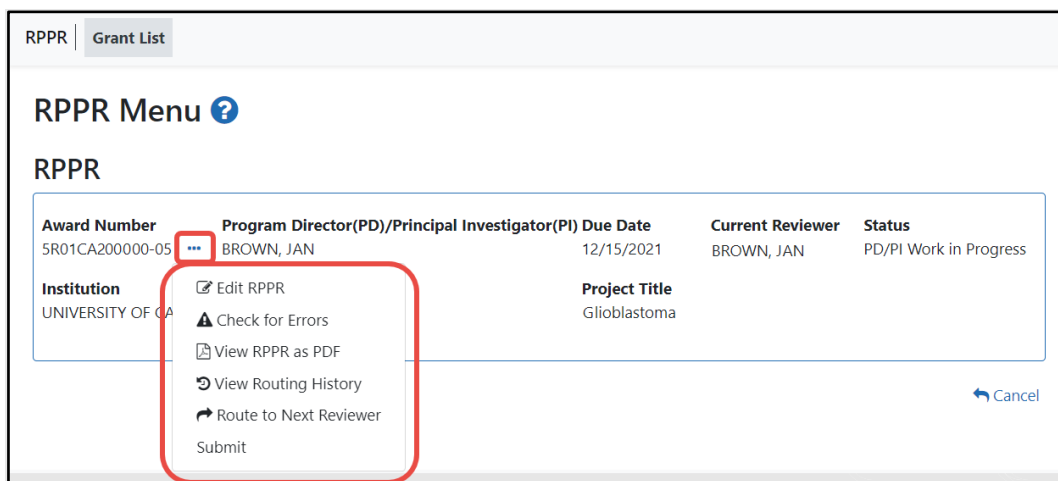 RPPR Grant List
RPPR Menu ?
RPPR
Award Number Program Director(PD)/Principal Investigator(PI) Due Date Current Reviewer Status
5R01CA200000-05 ••• BROWN, JAN 12/15/2021 BROWN, JAN PD/PI Work in Progress
Institution Project Title
UNIVERSITY OF CA Glioblastoma
Edit RPPR
Check for Errors
View RPPR as PDF
View Routing History
Route to Next Reviewer
Submit
Cancel